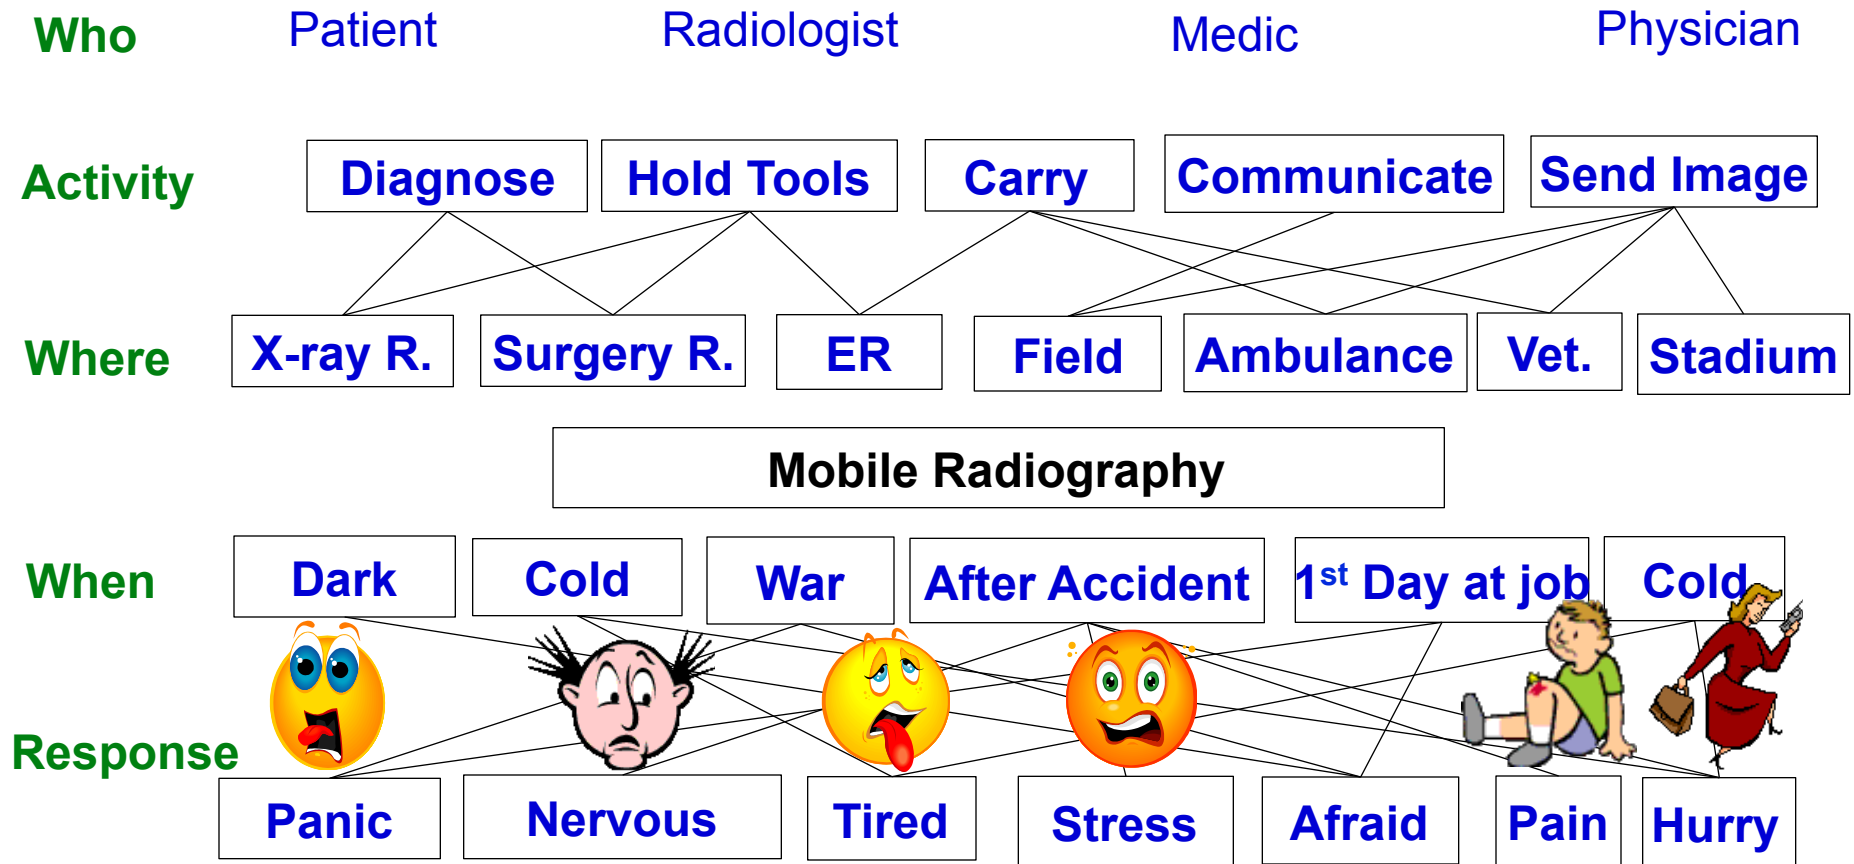 Who Patient Radiologist Medic Physician
Activity Diagnose Hold Tools Carry Communicate Send Image
Where X-ray R. Surgery R. ER Field Ambulance Vet. Stadium
Mobile Radiography
When Dark Cold War After Accident 1st Day at job Cold
Response
Panic Nervous Tired Stress Afraid Pain Hurry